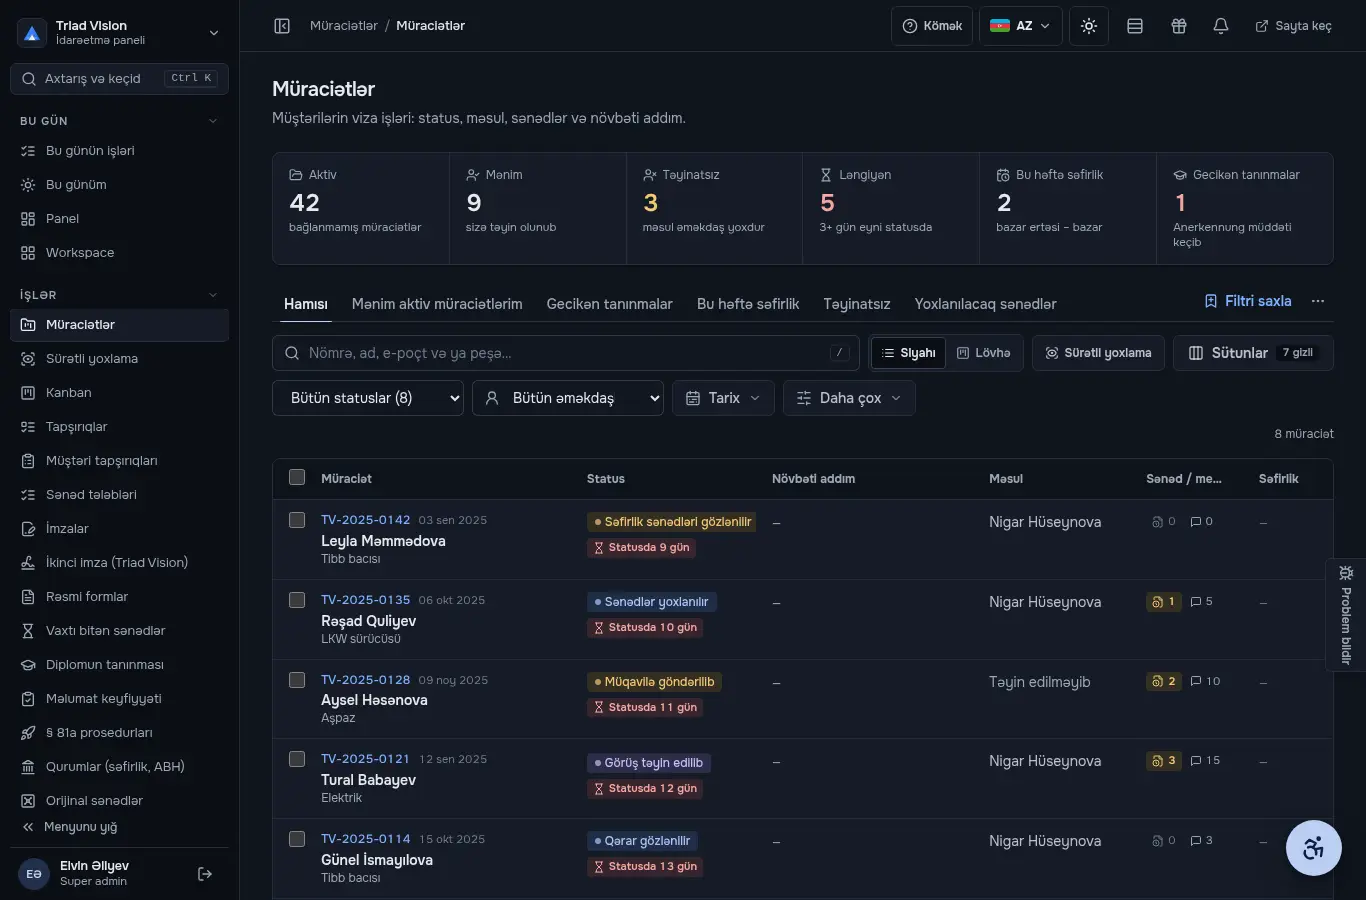 Triad Vision
İdarəetmə paneli
Axtarış və keçid
Ctrl K
BU GÜN
Bu günün işləri
Bu günüm
Panel
Workspace
İŞLƏR
Müraciətlər
Sürətli yoxlama
Kanban
Tapşırıqlar
Müştəri tapşırıqları
Sənəd tələbləri
İmzalar
İkinci imza (Triad Vision)
Rəsmi formlar
Vaxtı bitən sənədlər
Diplomun tanınması
Məlumat keyfiyyəti
§ 81a prosedurları
Qurumlar (səfirlik, ABH)
Orijinal sənədlər
Menyunu yığ
EƏ
Elvin Əliyev
Super admin
Müraciətlər / Müraciətlər
Kömək
AZ
Sayta keç
Müraciətlər
Müştərilərin viza işləri: status, məsul, sənədlər və növbəti addım.
Aktiv
42
bağlanmamış müraciətlər
Mənim
9
sizə təyin olunub
Təyinatsız
3
məsul əməkdaş yoxdur
Ləngiyən
5
3+ gün eyni statusda
Bu həftə səfirlik
2
bazar ertəsi – bazar
Gecikən tanınmalar
1
Anerkennung müddəti
keçib
Hamısı
Mənim aktiv müraciətlərim
Gecikən tanınmalar
Bu həftə səfirlik
Təyinatsız
Yoxlanılacaq sənədlər
Filtri saxla
Nömrə, ad, e-poçt və ya peşə...
/
Siyahı
Lövhə
Sürətli yoxlama
Sütunlar
7 gizli
Bütün statuslar (8)
Bütün əməkdaş
Tarix
Daha çox
8 müraciət
Müraciət
Status
Növbəti addım
Məsul
Sənəd / me...
Səfirlik
TV-2025-0142 03 sen 2025
Leyla Məmmədova
Tibb bacısı
Səfirlik sənədləri gözlənilir
Statusda 9 gün
–
Nigar Hüseynova
0
0
–
TV-2025-0135 06 okt 2025
Rəşad Quliyev
LKW sürücüsü
Sənədlər yoxlanılır
Statusda 10 gün
–
Nigar Hüseynova
1
5
–
TV-2025-0128 09 noy 2025
Aysel Həsənova
Aşpaz
Müqavilə göndərilib
Statusda 11 gün
–
Təyin edilməyib
2
10
–
TV-2025-0121 12 sen 2025
Tural Babayev
Elektrik
Görüş təyin edilib
Statusda 12 gün
–
Nigar Hüseynova
3
15
–
TV-2025-0114 15 okt 2025
Günel İsmayılova
Tibb bacısı
Qərar gözlənilir
Statusda 13 gün
–
Nigar Hüseynova
0
3
–
Problem bildir